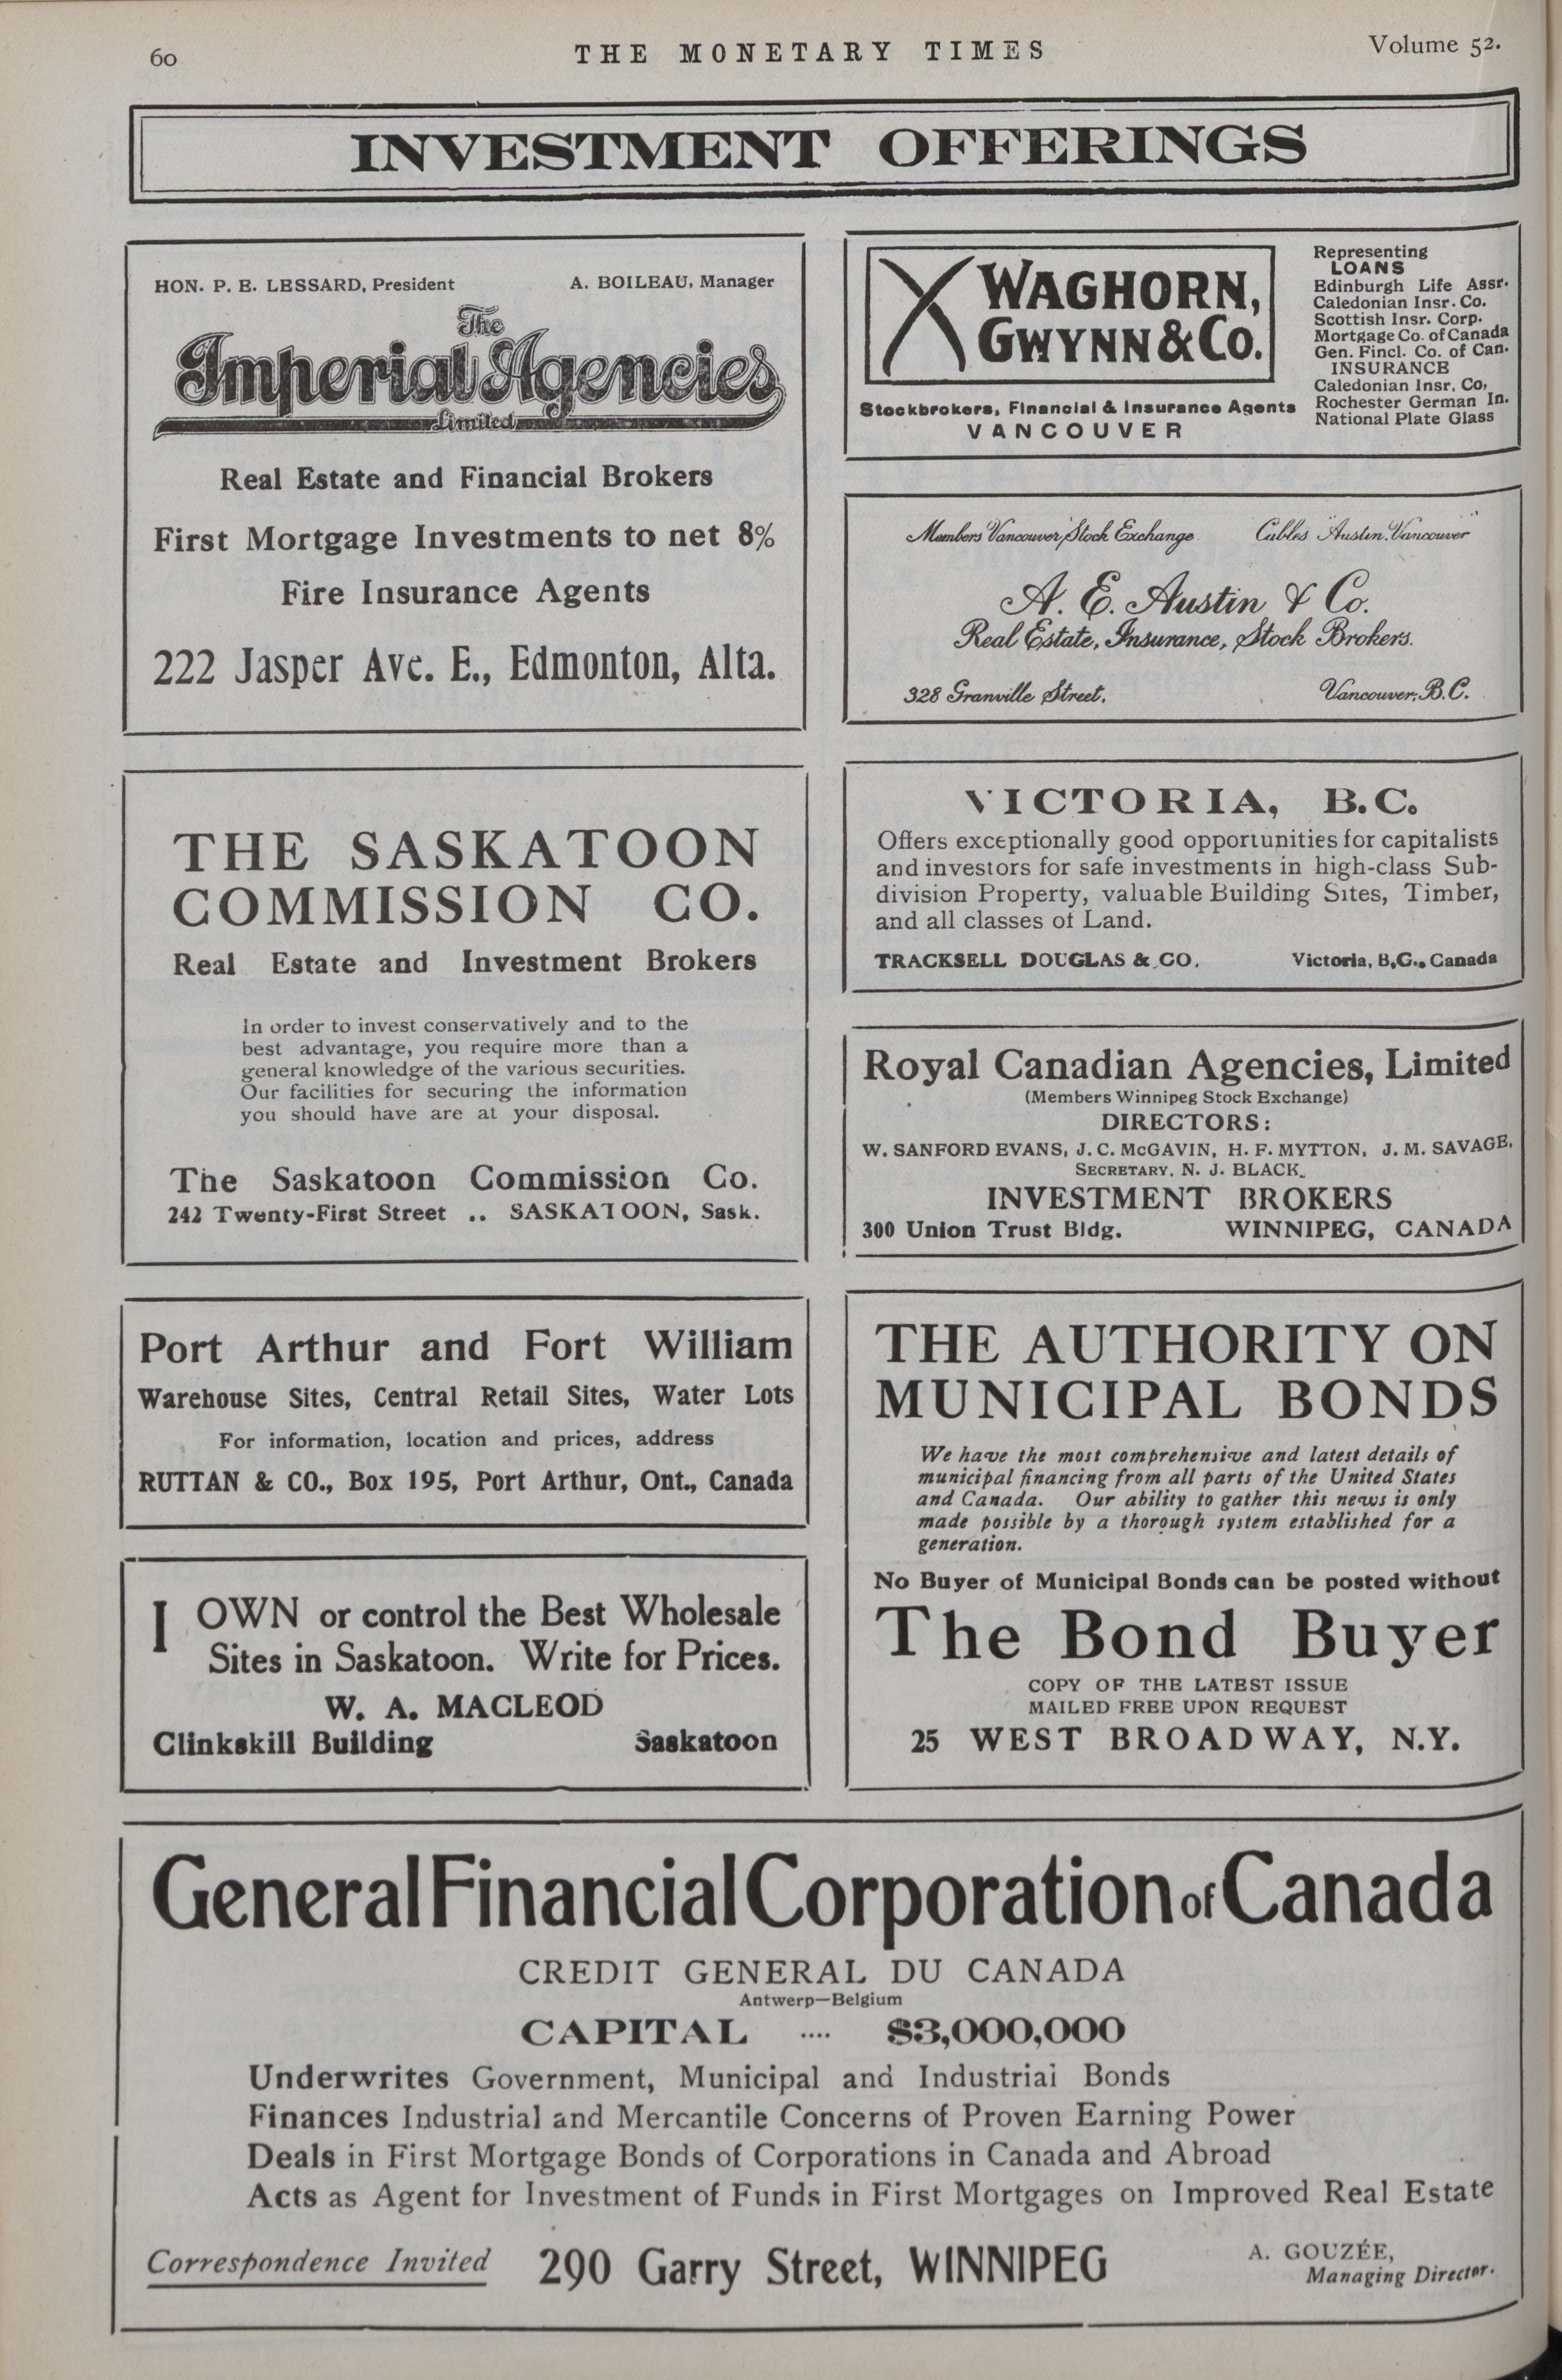 60
THE MONETARY TIMES
Volume 52.
INVESTMENT OFFERINGS
HON. P. E. LESSARD, President
A. BOILEAU, Manager
The
Imperial Agencies
Limited
Real Estate and Financial Brokers
First Mortgage Investments to net 8%
Fire Insurance Agents
222 Jasper Ave. E., Edmonton, Alta.
THE SASKATOON
COMMISSION CO.
Real Estate and Investment Brokers
In order to invest conservatively and to the
best advantage, you require more than a
general knowledge of the various securities.
Our facilities for securing the information
you should have are at your disposal.
The Saskatoon Commission Co.
242 Twenty-First Street .. SASKATOON, Sask.
Port Arthur and Fort William
Warehouse Sites, Central Retail Sites, Water Lots
For information, location and prices, address
RUTTAN & CO., Box 195, Port Arthur, Ont., Canada
I OWN or control the Best Wholesale
Sites in Saskatoon. Write for Prices.
W. A. MACLEOD
Clinkskill Building Saskatoon
WAGHORN,
GWYNN & CO.
Stockbrokers, Financial & Insurance Agents
VANCOUVER
Representing
LOANS
Edinburgh Life Assr.
Caledonian Insr. Co.
Scottish Insr. Corp.
Mortgage Co. of Canada
Gen. Fincl. Co. of Can.
INSURANCE
Caledonian Insr. Co,
Rochester German In.
National Plate Glass
Members Vancouver Stock Exchange Cables "Austin. Vancouver"
A. E. Austin & Co.
Real Estate, Insurance, Stock Brokers.
328 Granville Street. Vancouver, B.C.
VICTORIA, B.C.
Offers exceptionally good opportunities for capitalists
and investors for safe investments in high-class Sub-
division Property, valuable Building Sites, Timber,
and all classes of Land.
TRACKSELL DOUGLAS & CO. Victoria, B.C., Canada
Royal Canadian Agencies, Limited
(Members Winnipeg Stock Exchange)
DIRECTORS:
W. SANFORD EVANS, J. C. McGAVIN, H. F. MYTTON, J. M. SAVAGE.
SECRETARY. N. J. BLACK.
INVESTMENT BROKERS
300 Union Trust Bldg. WINNIPEG, CANADA
THE AUTHORITY ON
MUNICIPAL BONDS
We have the most comprehensive and latest details of
municipal financing from all parts of the United States
and Canada. Our ability to gather this news is only
made possible by a thorough system established for a
generation.
No Buyer of Municipal Bonds can be posted without
The Bond Buyer
COPY OF THE LATEST ISSUE
MAILED FREE UPON REQUEST
25 WEST BROADWAY, N.Y.
General Financial Corporation of Canada
CREDIT GENERAL DU CANADA
Antwerp—Belgium
CAPITAL .... $3,000,000
Underwrites Government, Municipal and Industrial Bonds
Finances Industrial and Mercantile Concerns of Proven Earning Power
Deals in First Mortgage Bonds of Corporations in Canada and Abroad
Acts as Agent for Investment of Funds in First Mortgages on Improved Real Estate
Correspondence Invited 290 Garry Street, WINNIPEG
A. GOUZÉE,
Managing Director.